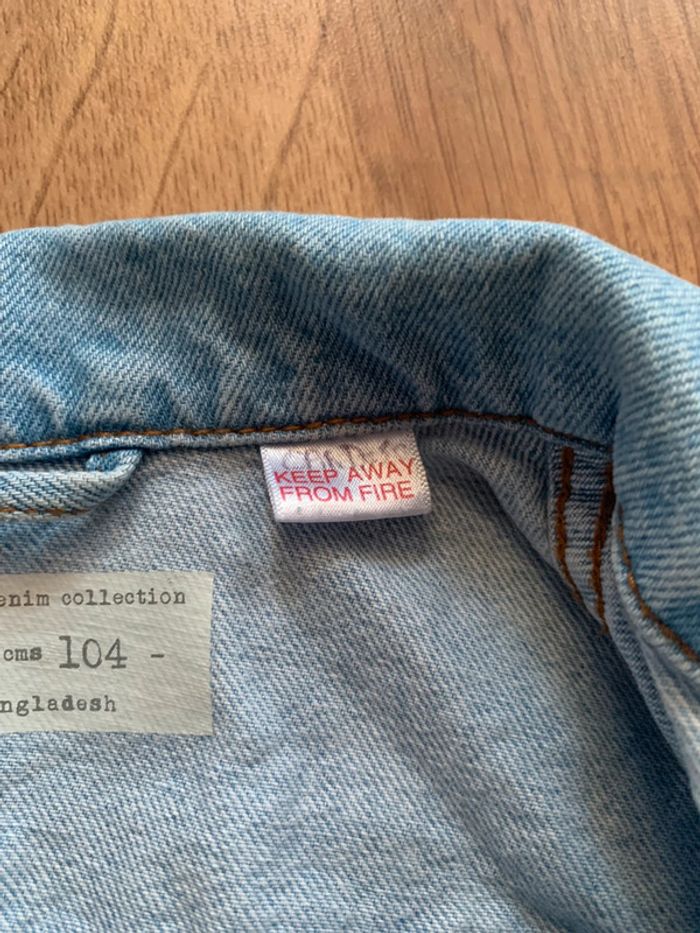 KEEP AWAY
FROM FIRE
enim collection
cms 104 -
ngladesh